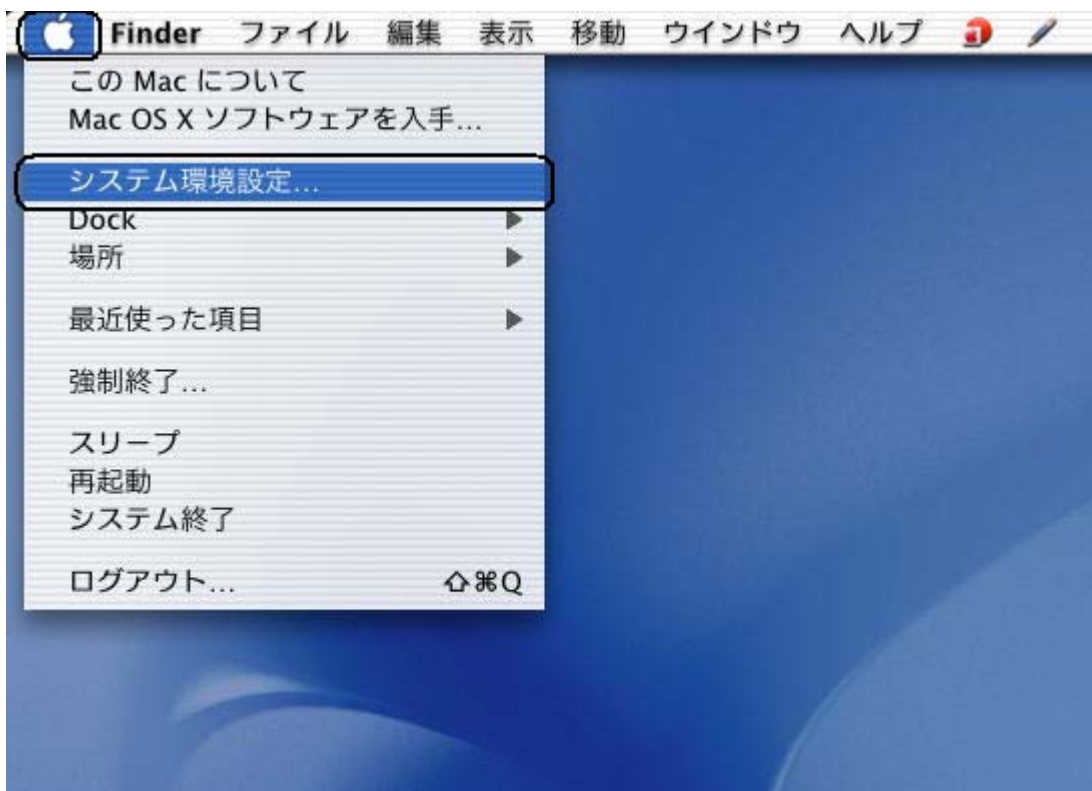 Finder ファイル 編集 表示 移動 ウインドウ ヘルプ
この Mac について
Mac OS X ソフトウェアを入手...
システム環境設定...
Dock
場所
最近使った項目
強制終了...
スリープ
再起動
システム終了
ログアウト... ⇧⌘Q